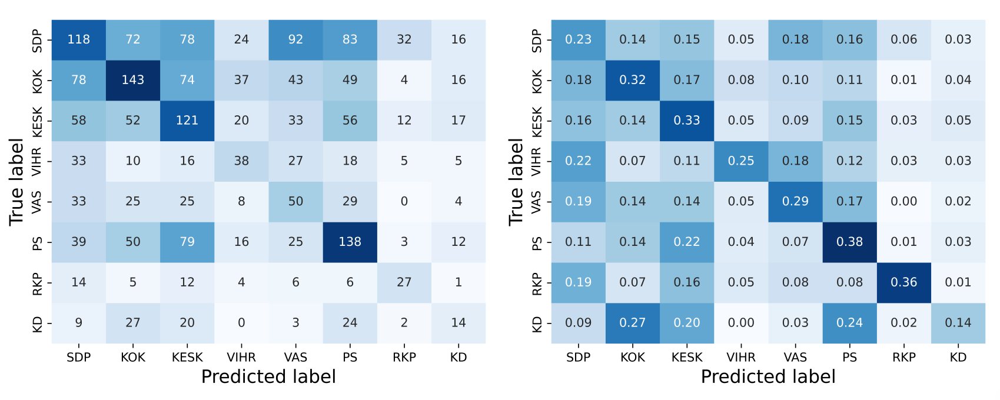 SDP 118 72 78 24 92 83 32 16
KOK 78 143 74 37 43 49 4 16
KESK 58 52 121 20 33 56 12 17
VIHR 33 10 16 38 27 18 5 5
VAS 33 25 25 8 50 29 0 4
PS 39 50 79 16 25 138 3 12
RKP 14 5 12 4 6 6 27 1
KD 9 27 20 0 3 24 2 14
SDP KOK KESK VIHR VAS PS RKP KD
True label
Predicted label
SDP 0.23 0.14 0.15 0.05 0.18 0.16 0.06 0.03
KOK 0.18 0.32 0.17 0.08 0.10 0.11 0.01 0.04
KESK 0.16 0.14 0.33 0.05 0.09 0.15 0.03 0.05
VIHR 0.22 0.07 0.11 0.25 0.18 0.12 0.03 0.03
VAS 0.19 0.14 0.14 0.05 0.29 0.17 0.00 0.02
PS 0.11 0.14 0.22 0.04 0.07 0.38 0.01 0.03
RKP 0.19 0.07 0.16 0.05 0.08 0.08 0.36 0.01
KD 0.09 0.27 0.20 0.00 0.03 0.24 0.02 0.14
SDP KOK KESK VIHR VAS PS RKP KD
True label
Predicted label